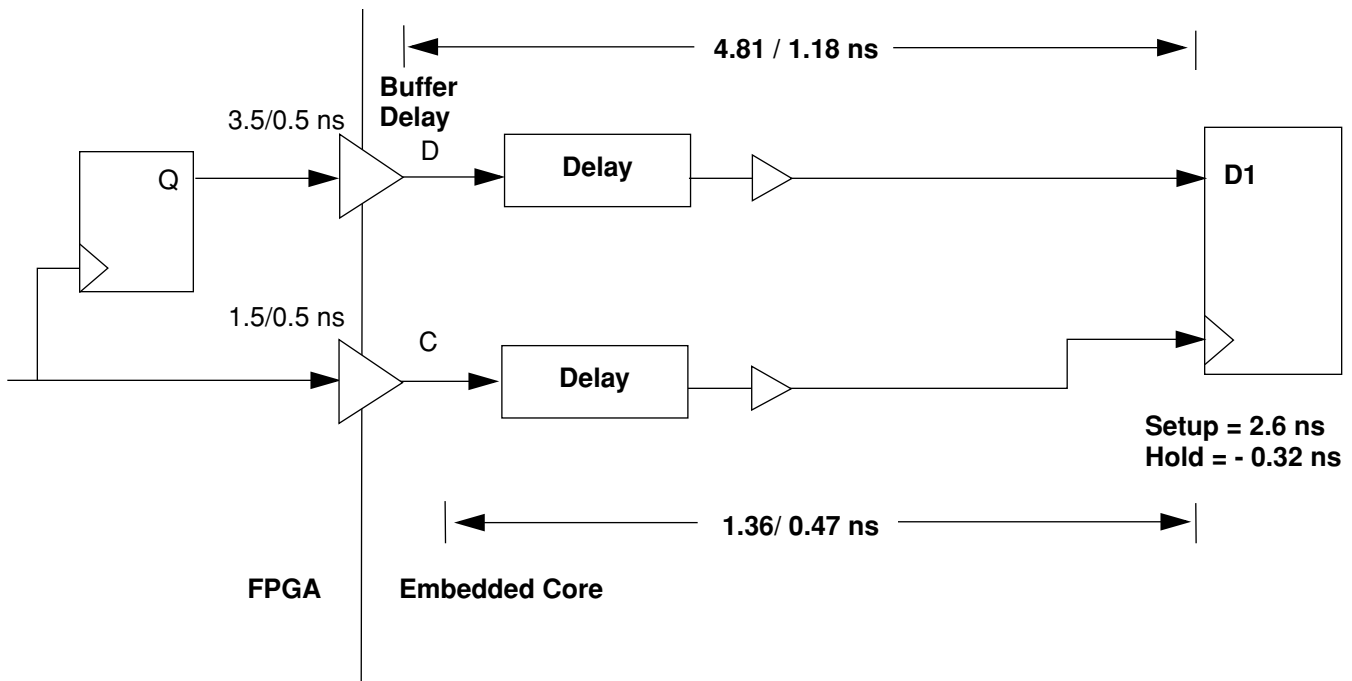 4.81 / 1.18 ns
Buffer
Delay
3.5/0.5 ns
D
Delay
Q
D1
1.5/0.5 ns
C
Delay
Setup = 2.6 ns
Hold = - 0.32 ns
1.36/ 0.47 ns
FPGA
Embedded Core